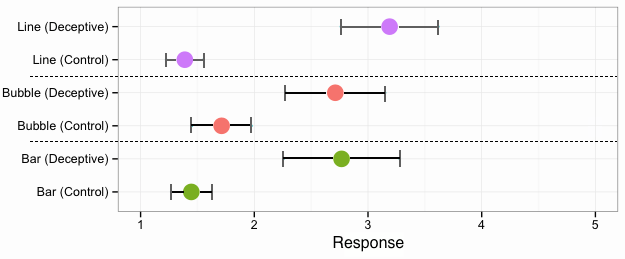 Line (Deceptive)
Line (Control)
Bubble (Deceptive)
Bubble (Control)
Bar (Deceptive)
Bar (Control)
1 2 3 4 5
Response